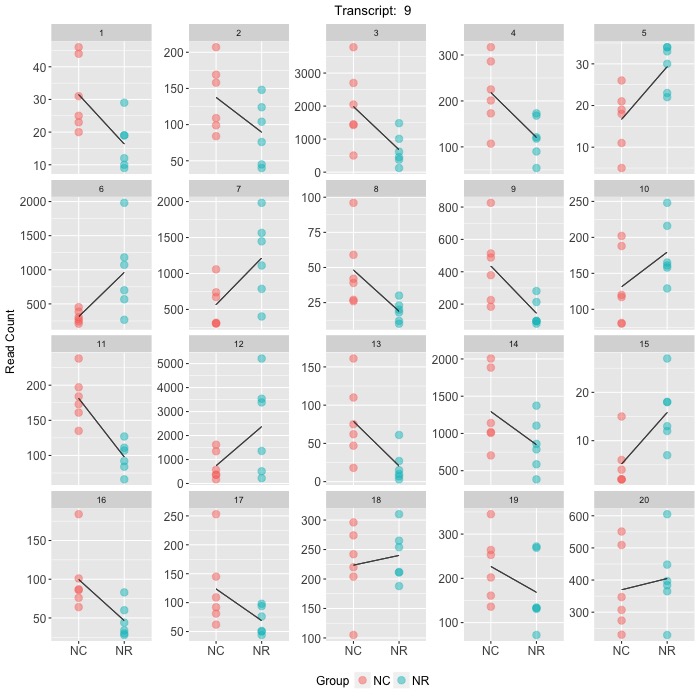 Transcript: 9
1 2 3 4 5
40 30 20 10
200 150 100 50
3000 2000 1000 0
300 200 100
30 20 10
6 7 8 9 10
2000 1500 1000 500
2000 1500 1000 500
100 75 50 25
800 600 400 200
250 200 150 100
Read Count
11 12 13 14 15
200 150 100
5000 4000 3000 2000 1000 0
150 100 50 0
2000 1500 1000 500
20 10
16 17 18 19 20
150 100 50
250 200 150 100 50
300 250 200 150 100
300 200 100
600 500 400 300
NC NR NC NR NC NR NC NR NC NR
Group NC NR